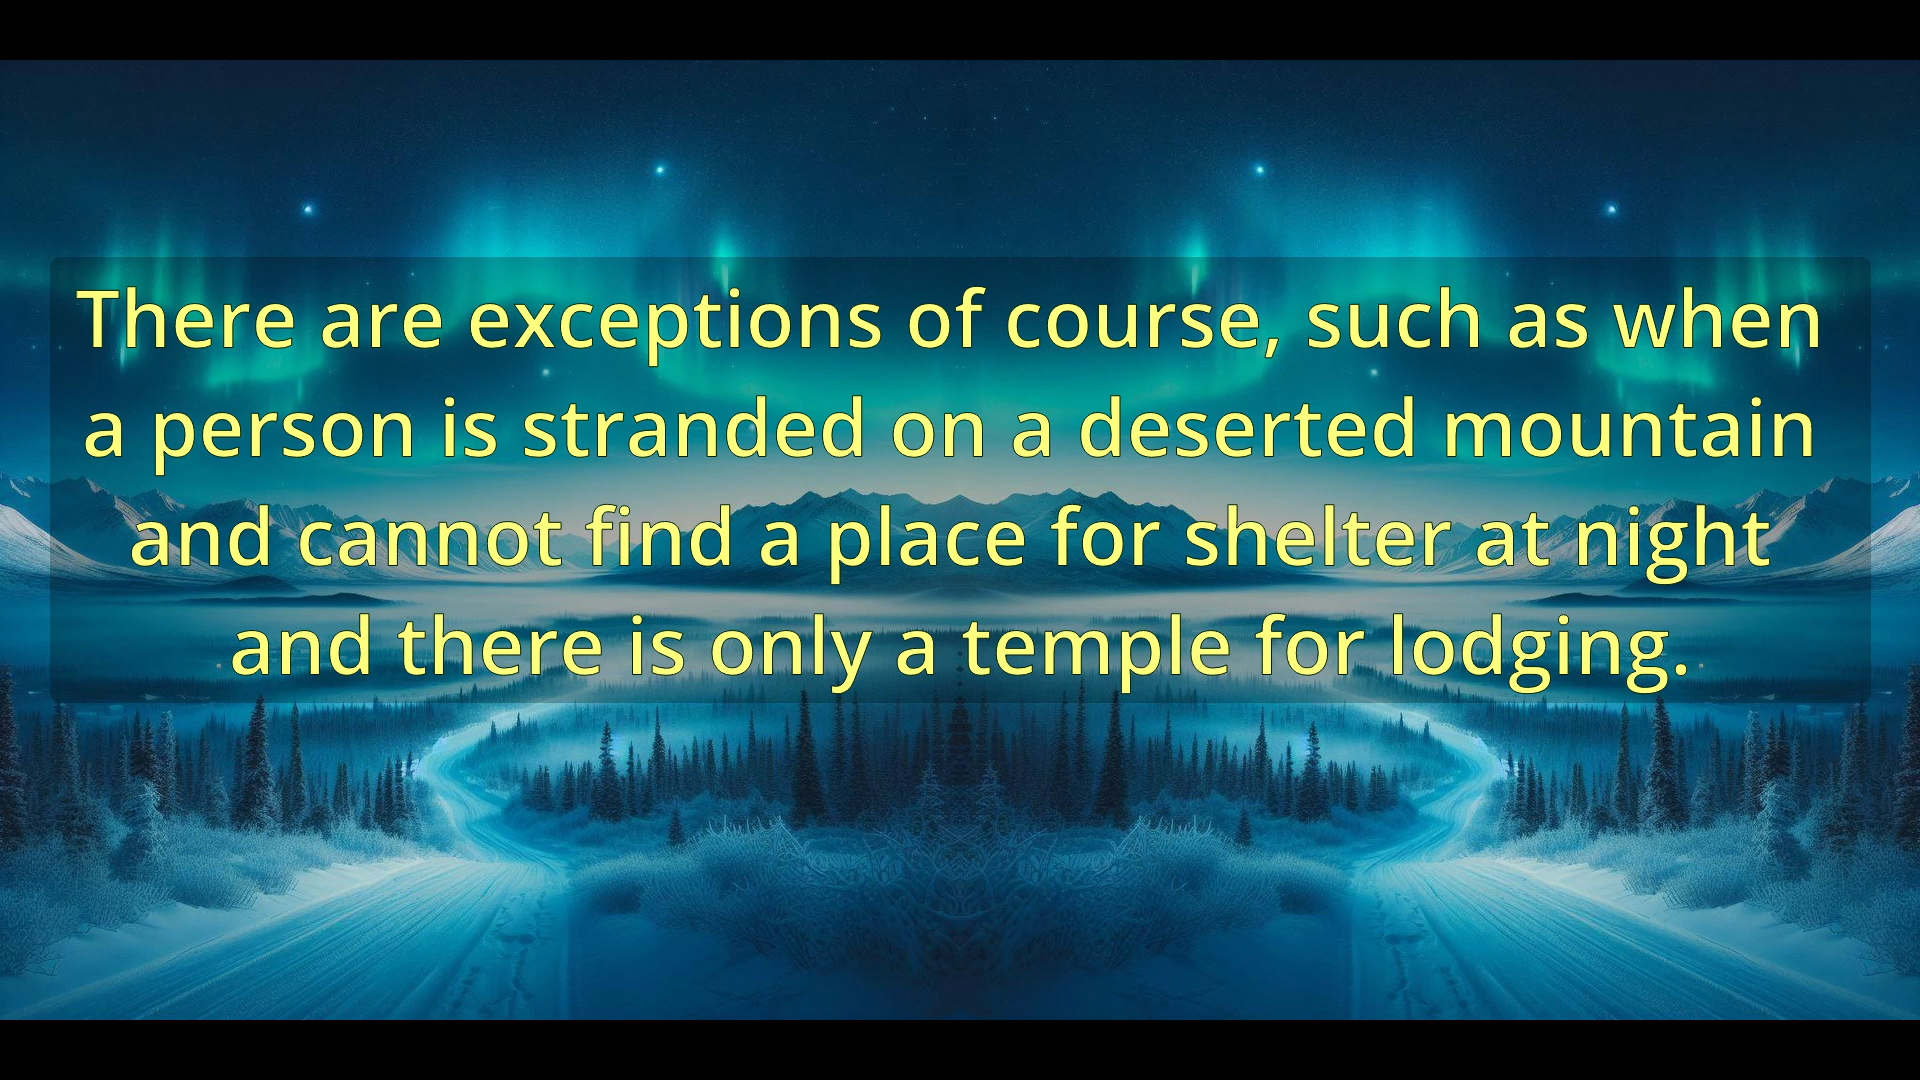 There are exceptions of course, such as when
a person is stranded on a deserted mountain
and cannot find a place for shelter at night
and there is only a temple for lodging.